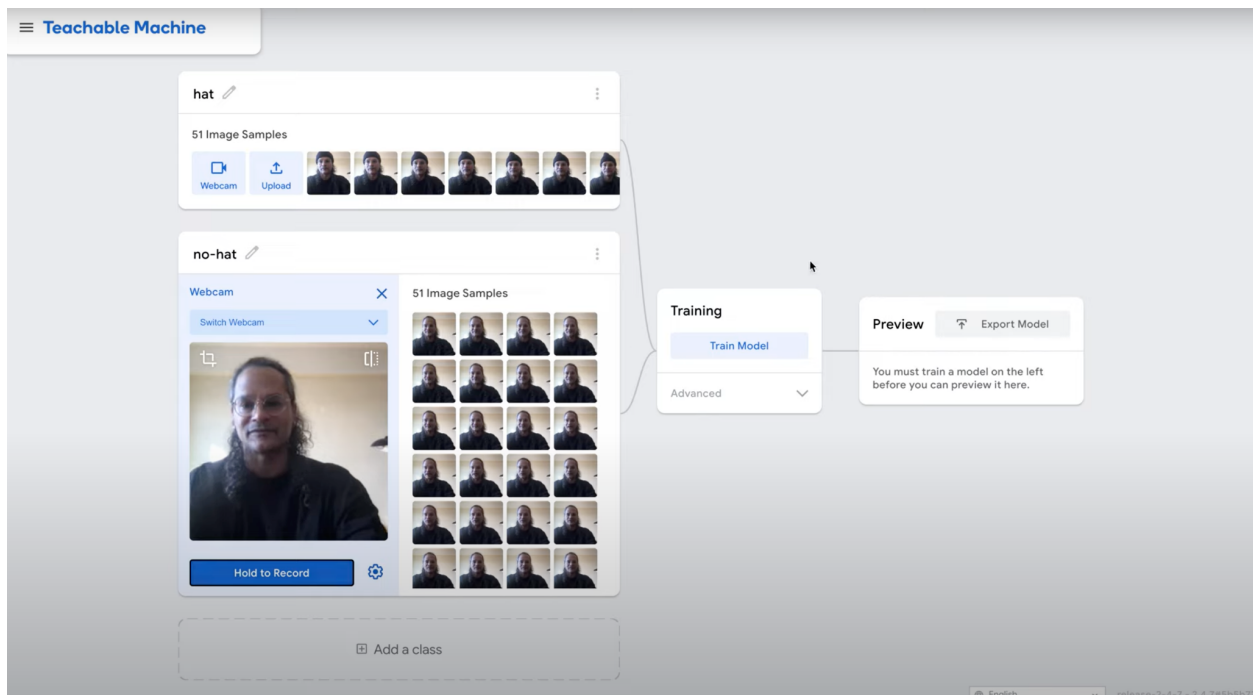 Teachable Machine
hat
51 Image Samples
Webcam
Upload
no-hat
Webcam
Switch Webcam
Hold to Record
51 Image Samples
Add a class
Training
Train Model
Advanced
Preview
Export Model
You must train a model on the left
before you can preview it here.
English